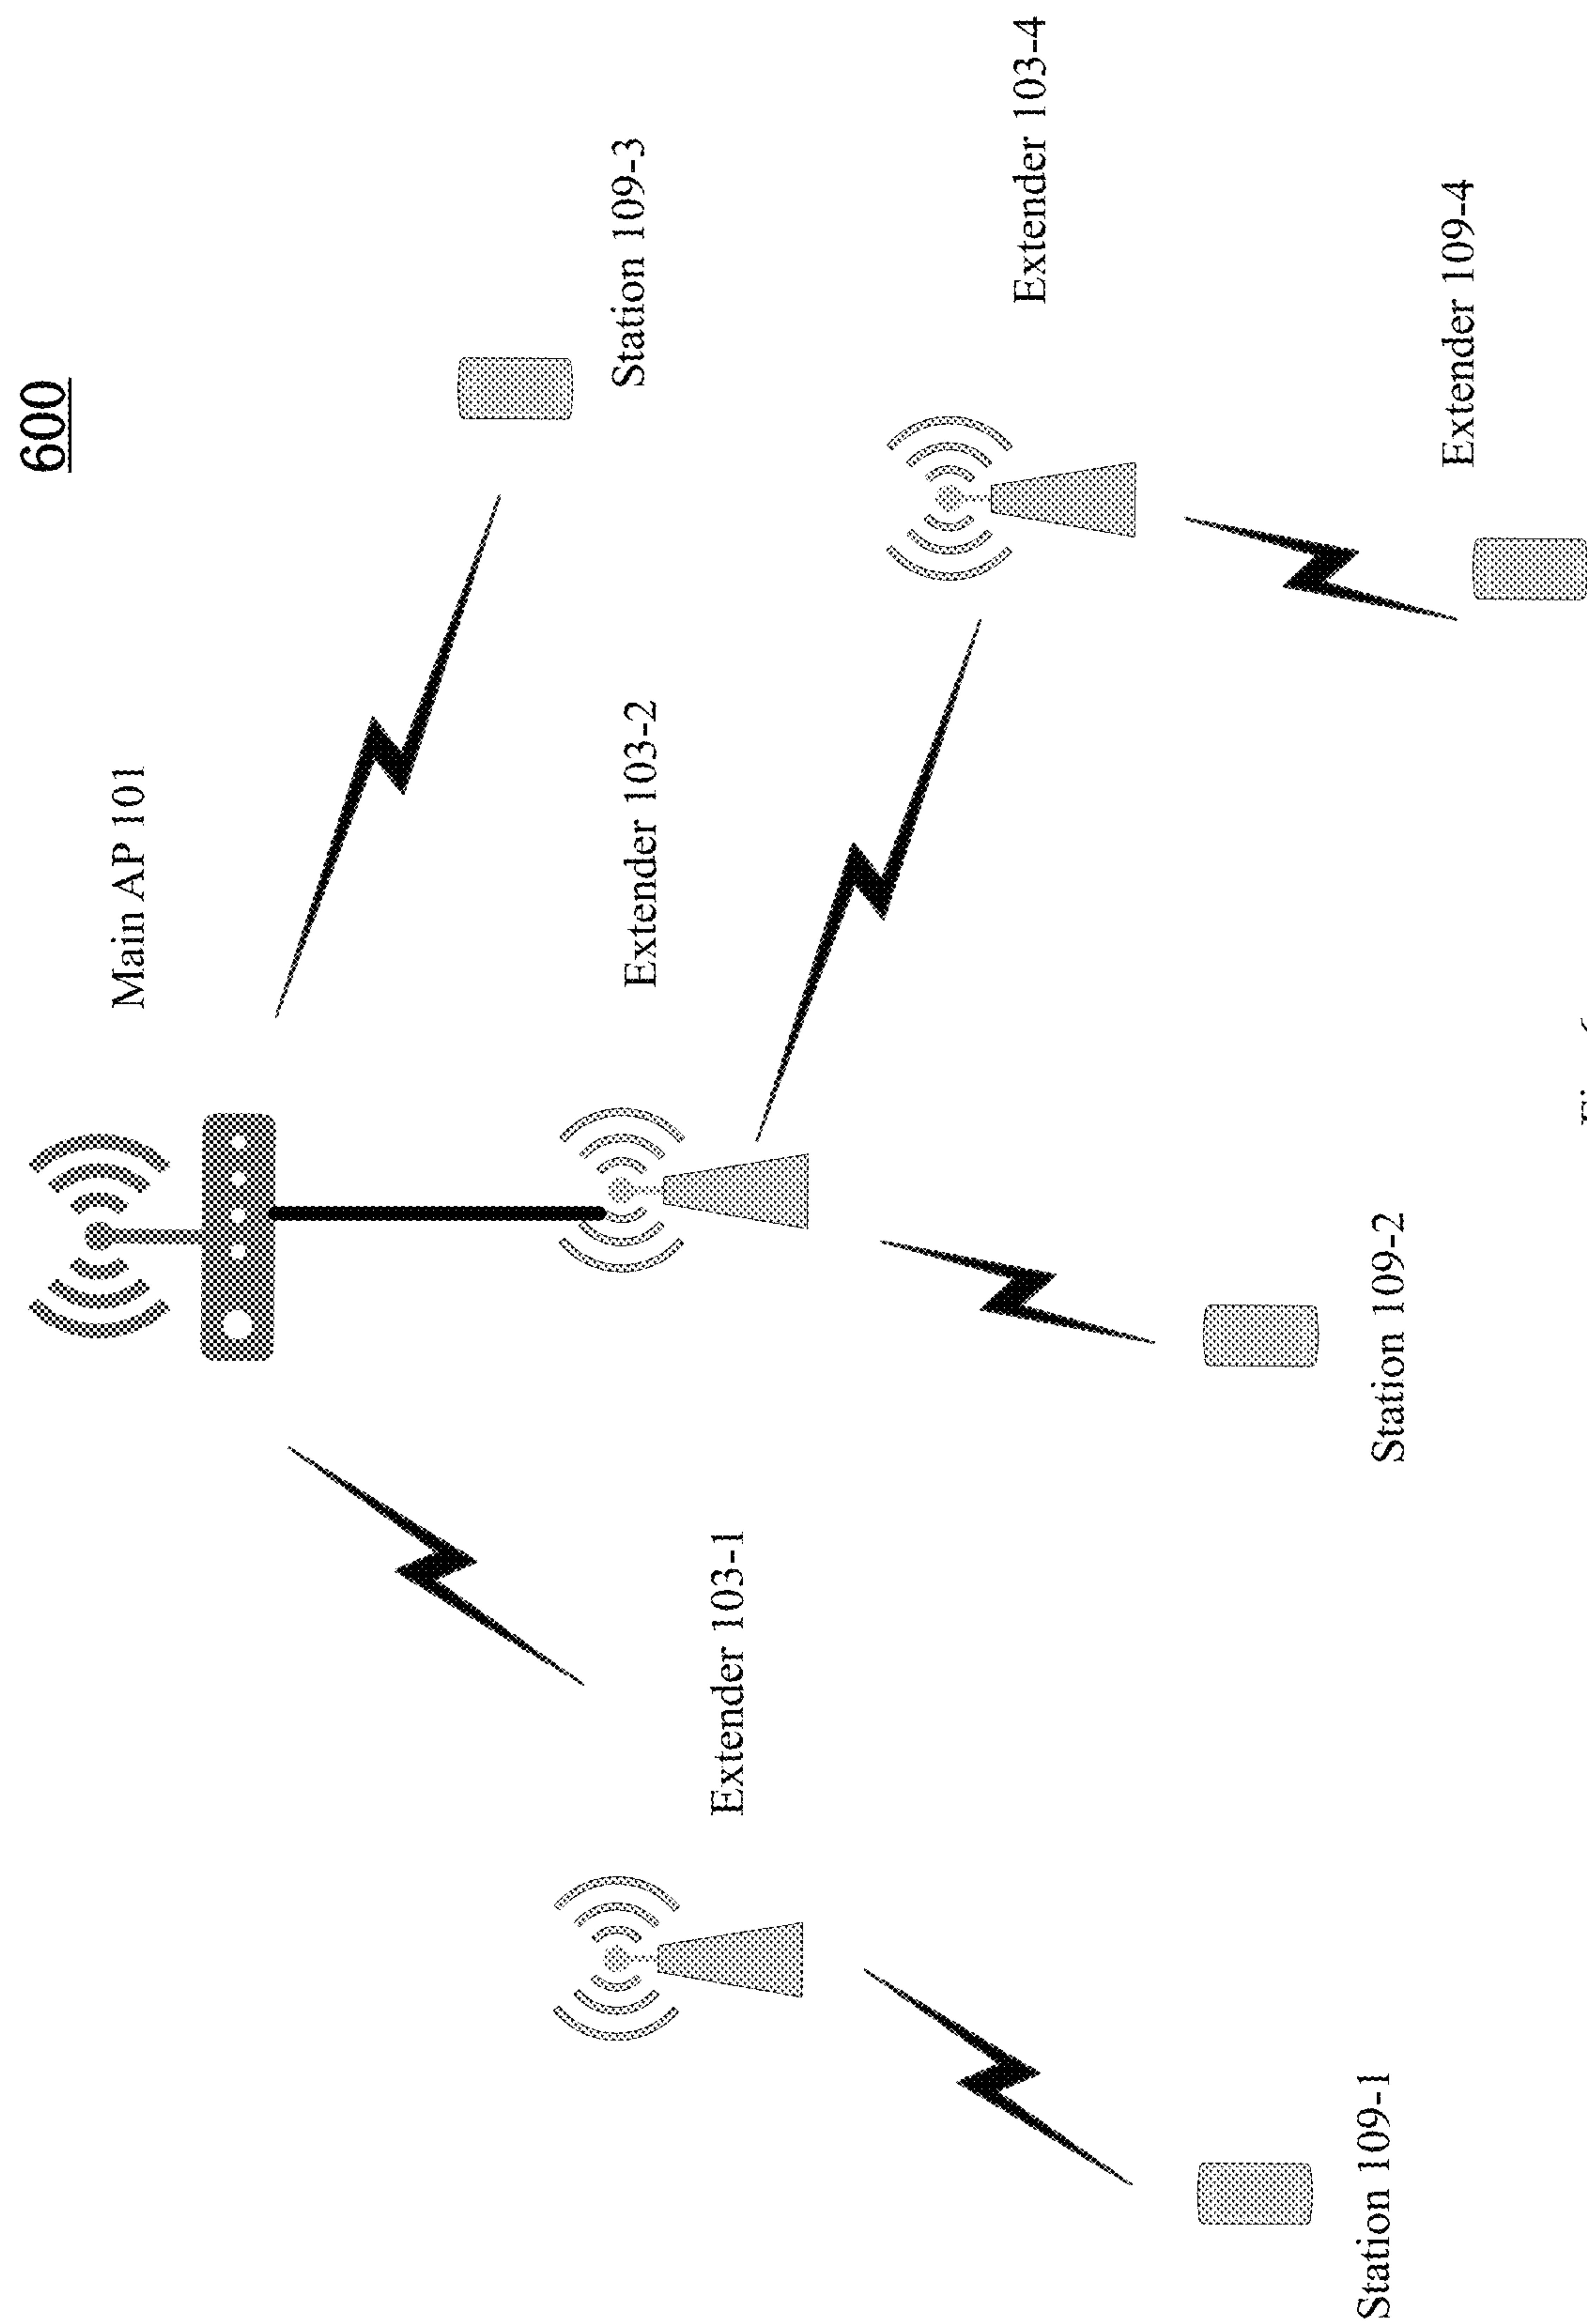 600
Main AP 101
Station 109-3
Extender 103-2
Extender 103-1
Extender 103-4
Station 109-2
Station 109-1
Extender 109-4